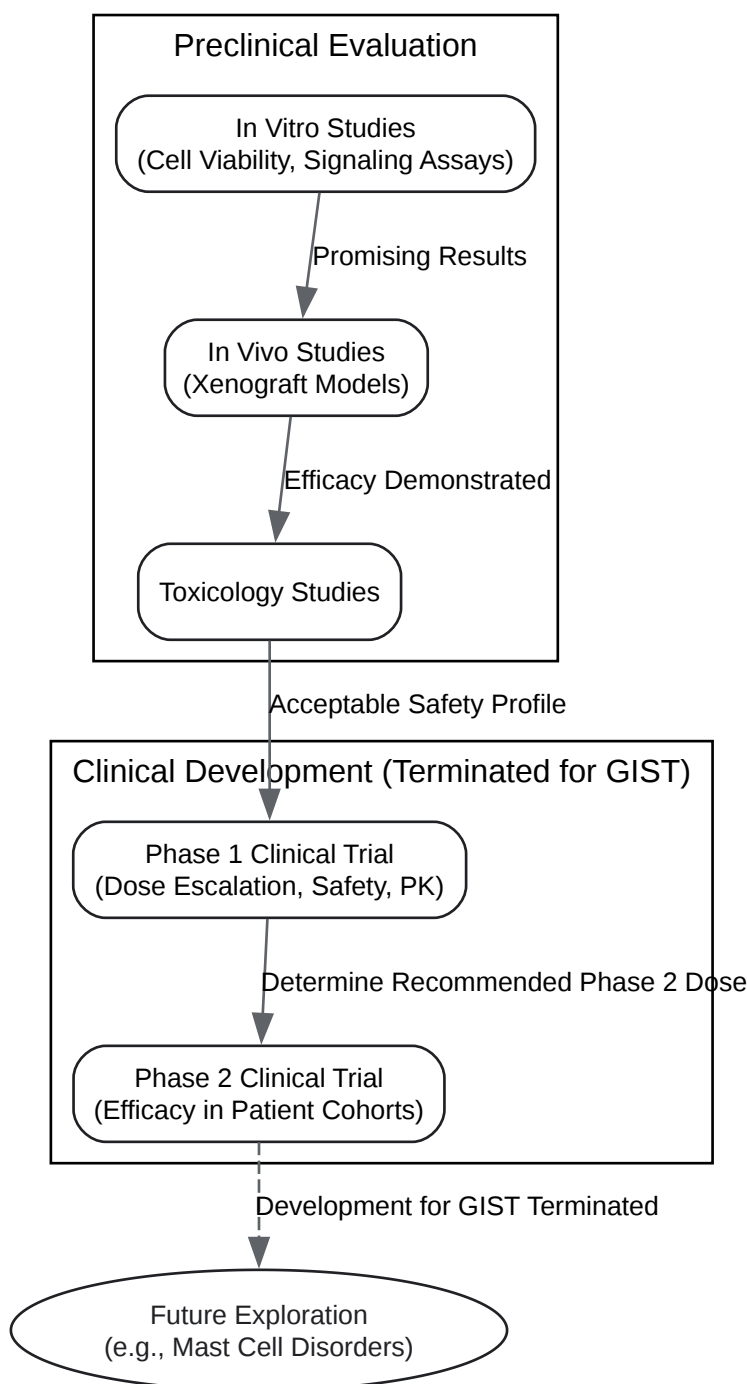 Preclinical Evaluation
In Vitro Studies
(Cell Viability, Signaling Assays)
Promising Results
In Vivo Studies
(Xenograft Models)
Efficacy Demonstrated
Toxicology Studies
Acceptable Safety Profile
Clinical Development (Terminated for GIST)
Phase 1 Clinical Trial
(Dose Escalation, Safety, PK)
Determine Recommended Phase 2 Dose
Phase 2 Clinical Trial
(Efficacy in Patient Cohorts)
Development for GIST Terminated
Future Exploration
(e.g., Mast Cell Disorders)